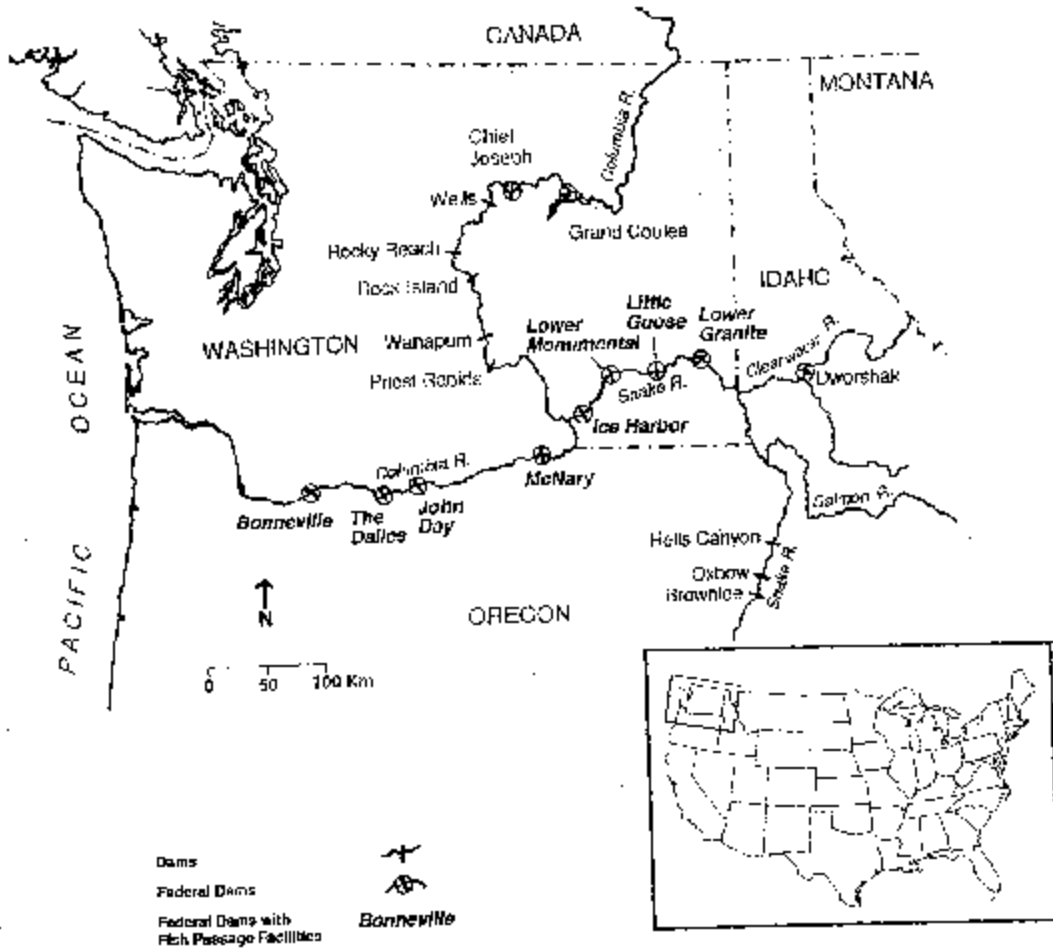 CANADA
MONTANA
Columbia R.
Chief
Joseph
Wells
Grand Coulee
Rocky Reach
Rock Island
IDAHO
Little
Goose
Lower
Granite
Lower
Monumental
WASHINGTON
Wanapum
Clearwater R.
Priest Rapids
Snake R.
Dworshak
Ice Harbor
PACIFIC OCEAN
Columbia R.
McNary
Salmon R.
Bonneville
The
Dalles
John
Day
Hells Canyon
Oxbow
Brownlee
Snake R.
N
OREGON
0 50 100 Km
Dams
Federal Dams
Federal Dams with
Fish Passage Facilities
Bonneville